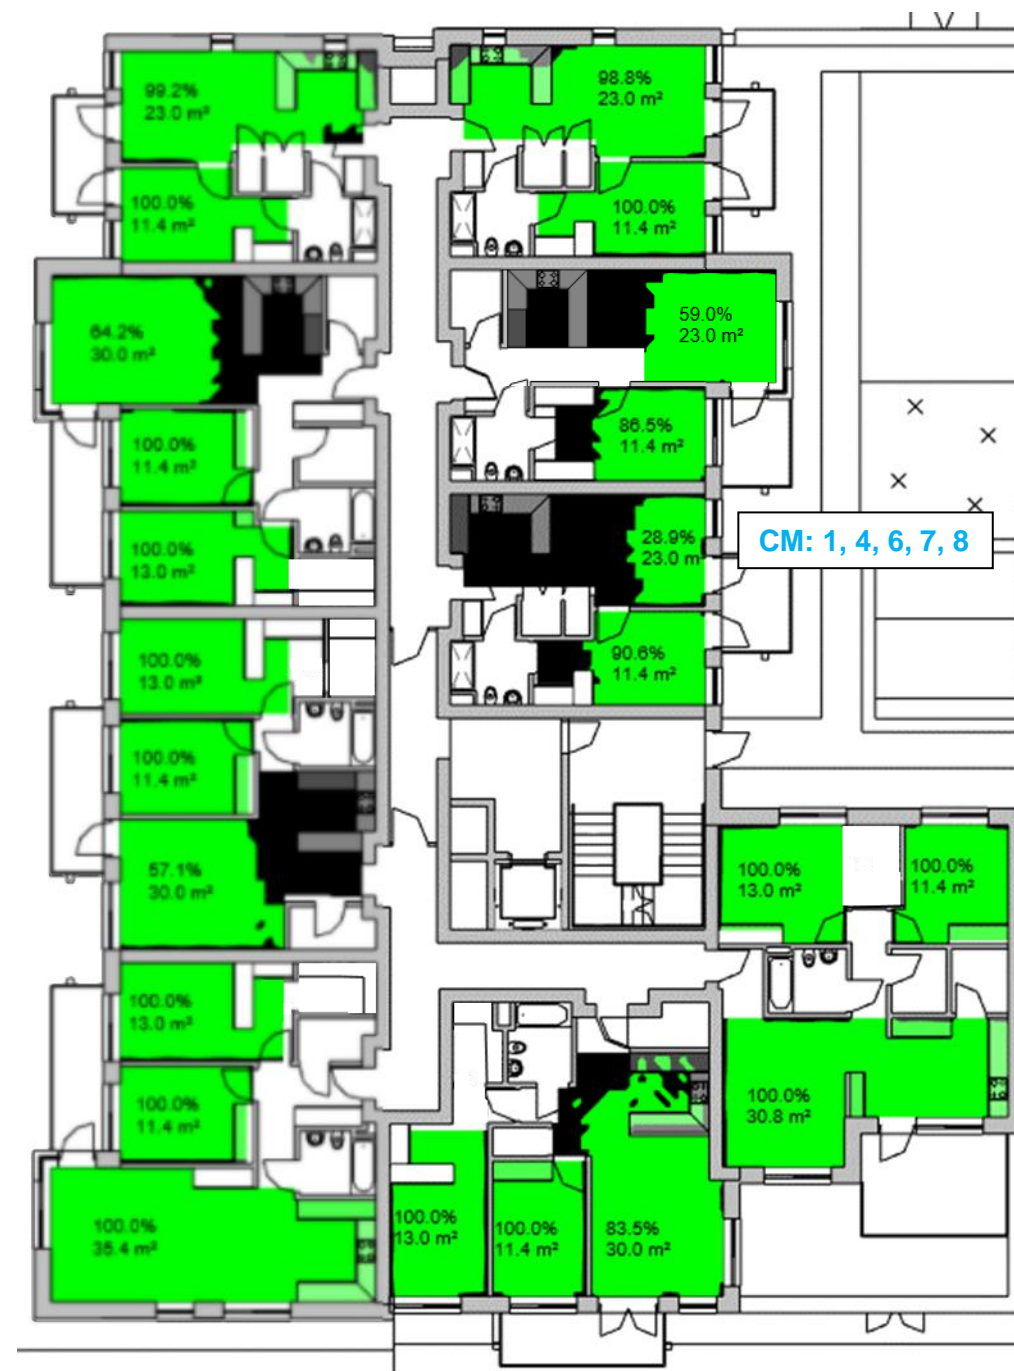 99.2%
23.0 m²
98.8%
23.0 m²
100.0%
11.4 m²
100.0%
11.4 m²
64.2%
30.0 m²
59.0%
23.0 m²
100.0%
11.4 m²
86.5%
11.4 m²
100.0%
13.0 m²
28.9%
23.0 m
CM: 1, 4, 6, 7, 8
100.0%
13.0 m²
90.6%
11.4 m²
100.0%
11.4 m²
57.1%
30.0 m²
100.0%
13.0 m²
100.0%
11.4 m²
100.0%
13.0 m²
100.0%
11.4 m²
100.0%
30.8 m²
100.0%
35.4 m²
100.0%
13.0 m²
100.0%
11.4 m²
83.5%
30.0 m²